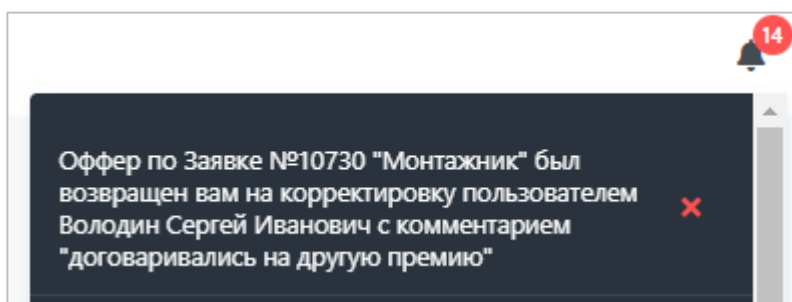 14
Оффер по Заявке №10730 "Монтажник" был
возвращен вам на корректировку пользователем
Володин Сергей Иванович с комментарием
"договаривались на другую премию"